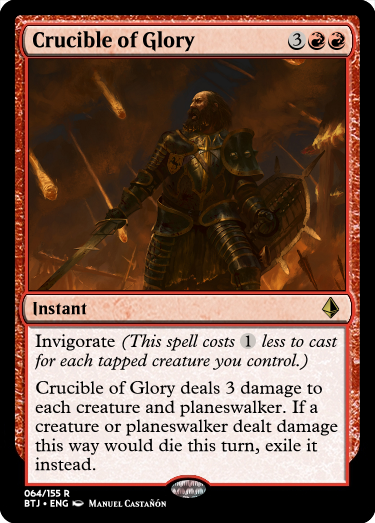 Crucible of Glory 3
Instant
Invigorate (This spell costs 1 less to cast
for each tapped creature you control.)
Crucible of Glory deals 3 damage to
each creature and planeswalker. If a
creature or planeswalker dealt damage
this way would die this turn, exile it
instead.
064/155 R
BTJ • ENG Manuel Castañón